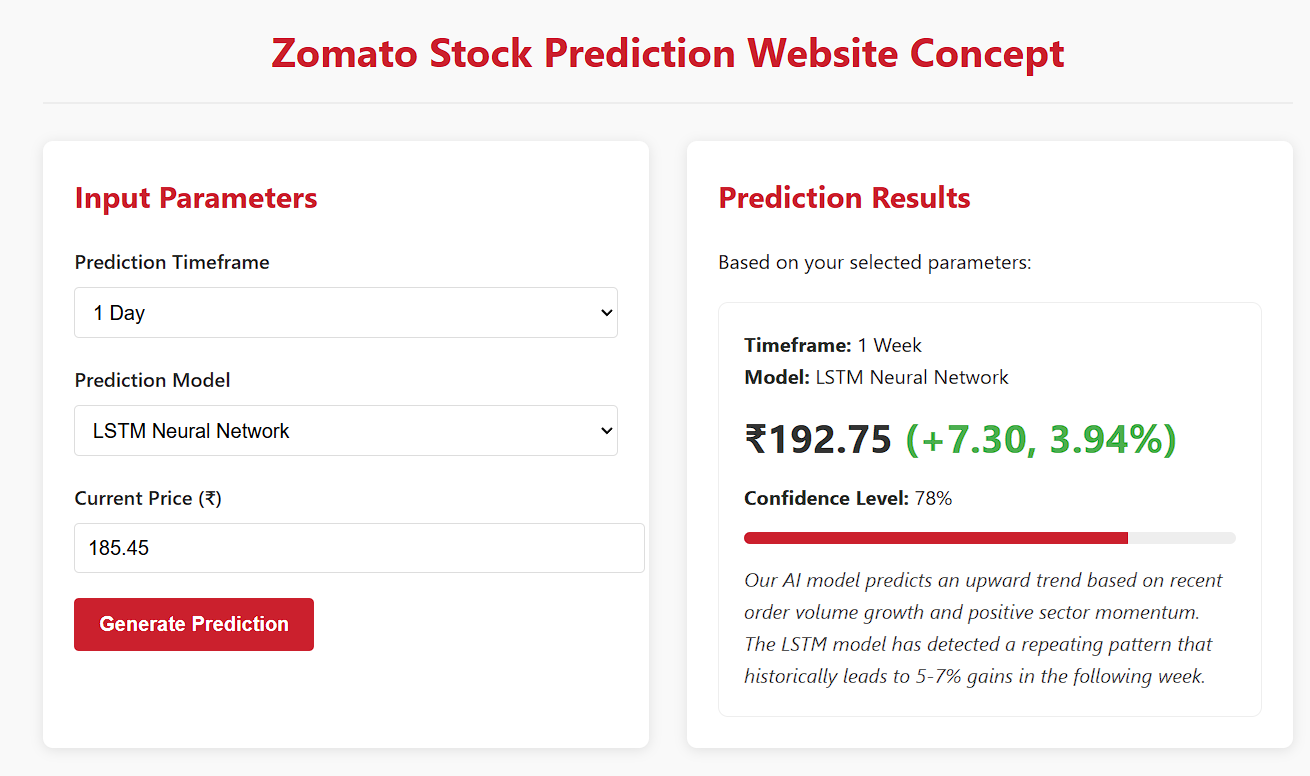 Zomato Stock Prediction Website Concept
Input Parameters
Prediction Timeframe
1 Day
Prediction Model
LSTM Neural Network
Current Price (₹)
185.45
Generate Prediction
Prediction Results
Based on your selected parameters:
Timeframe: 1 Week
Model: LSTM Neural Network
₹192.75 (+7.30, 3.94%)
Confidence Level: 78%
Our AI model predicts an upward trend based on recent
order volume growth and positive sector momentum.
The LSTM model has detected a repeating pattern that
historically leads to 5-7% gains in the following week.